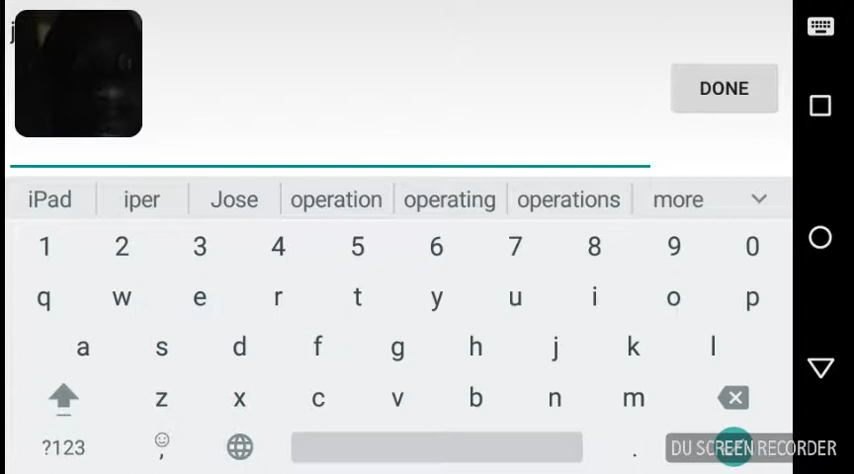 j
DONE
iPad iper Jose operation operating operations more
1 2 3 4 5 6 7 8 9 0
q w e r t y u i o p
a s d f g h j k l
z x c v b n m
?123 , . DU SCREEN RECORDER